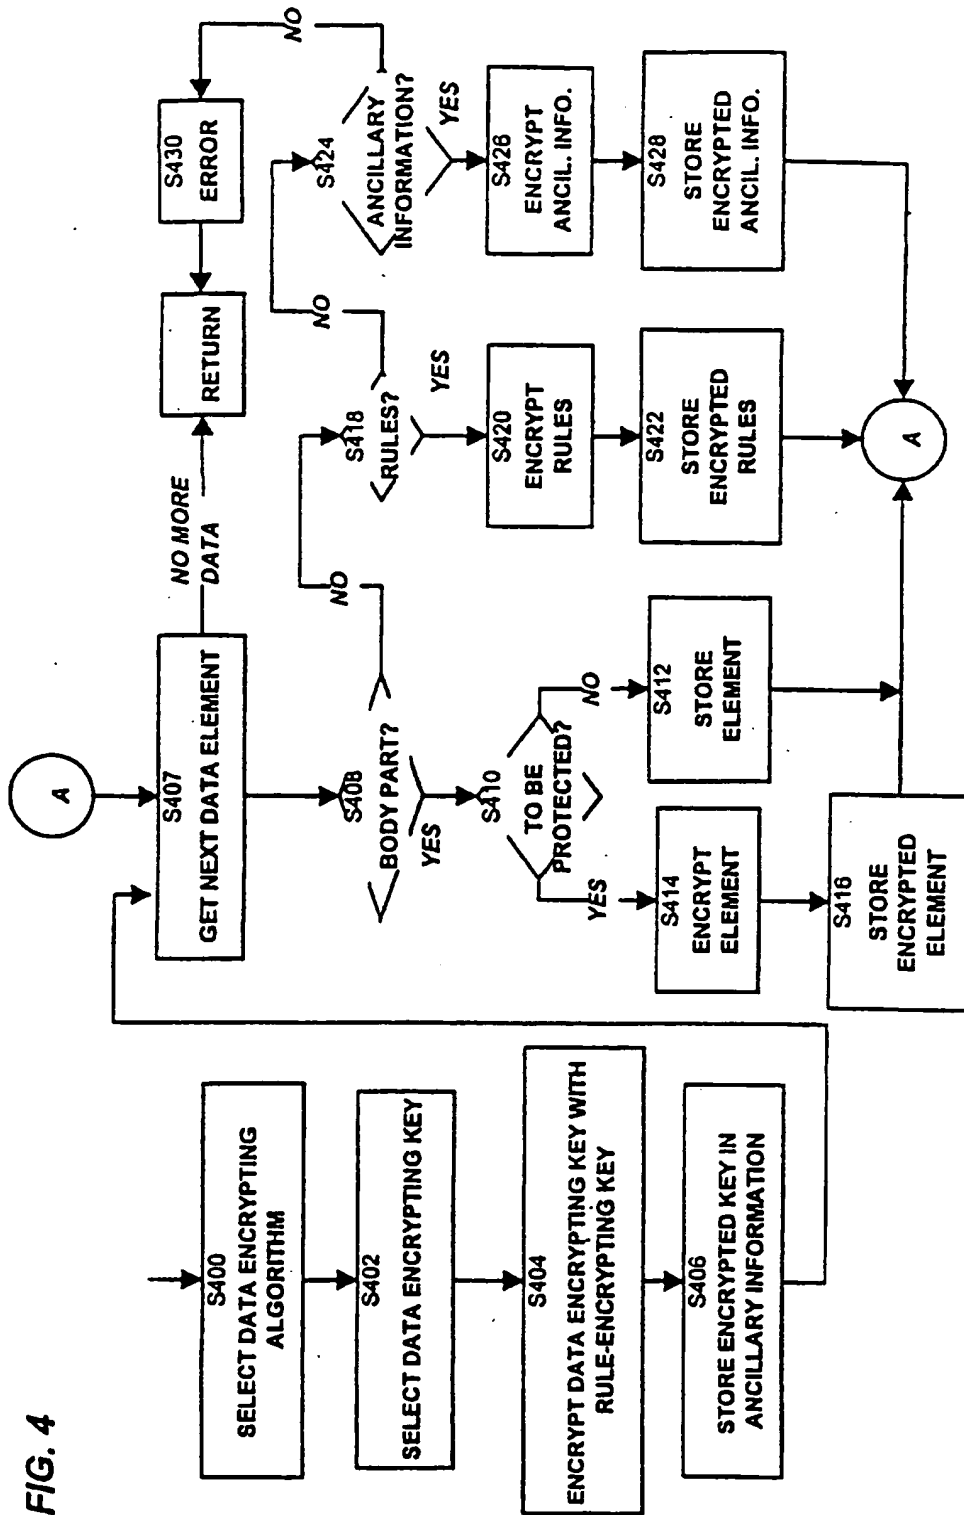 FIG. 4
S400
SELECT DATA ENCRYPTING
ALGORITHM
S402
SELECT DATA ENCRYPTING KEY
S404
ENCRYPT DATA ENCRYPTING KEY WITH
RULE-ENCRYPTING KEY
S406
STORE ENCRYPTED KEY IN
ANCILLARY INFORMATION
A
S407
GET NEXT DATA ELEMENT
NO MORE
DATA
RETURN
S430
ERROR
S408
BODY PART?
NO
YES
S410
TO BE
PROTECTED?
YES
NO
S414
ENCRYPT
ELEMENT
S412
STORE
ELEMENT
S416
STORE
ENCRYPTED
ELEMENT
S418
RULES?
NO
YES
S420
ENCRYPT
RULES
S422
STORE
ENCRYPTED
RULES
S424
ANCILLARY
INFORMATION?
NO
YES
S426
ENCRYPT
ANCIL. INFO.
S428
STORE
ENCRYPTED
ANCIL. INFO.
A